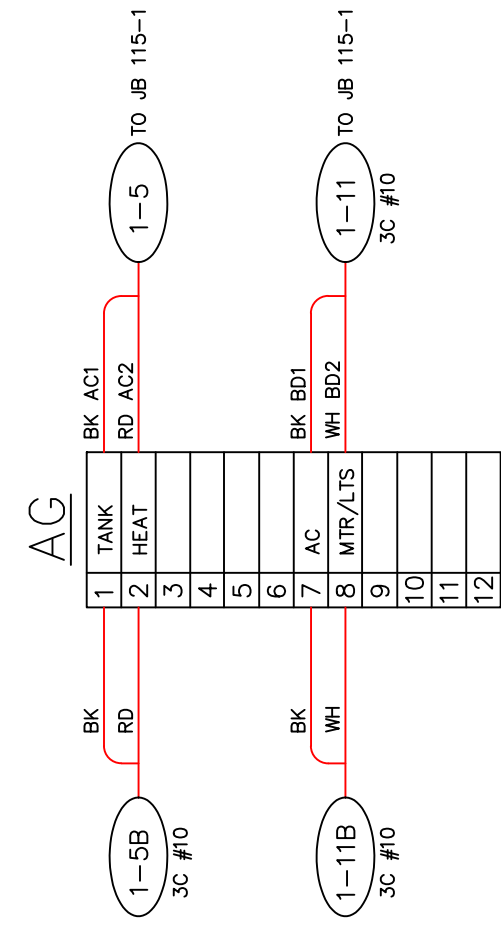 AG
BK AC1
RD AC2
1-5
TO JB 115-1
BK BD1
WH BD2
1-11
TO JB 115-1
3C #10
1 TANK
2 HEAT
3
4
5
6
7 AC
8 MTR/LTS
9
10
11
12
BK
RD
1-5B
3C #10
BK
WH
1-11B
3C #10